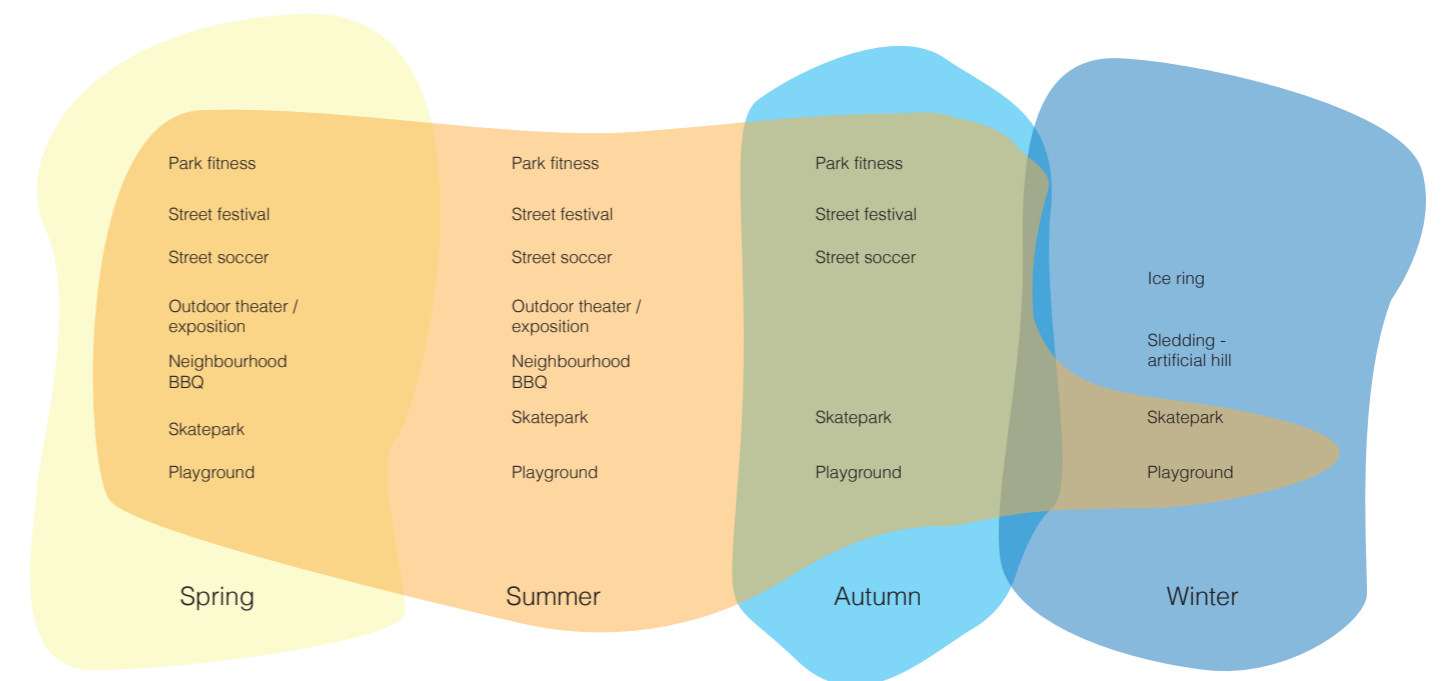 Park fitness
Street festival
Street soccer
Outdoor theater /
exposition
Neighbourhood
BBQ
Skatepark
Playground
Spring
Park fitness
Street festival
Street soccer
Outdoor theater /
exposition
Neighbourhood
BBQ
Skatepark
Playground
Summer
Park fitness
Street festival
Street soccer
Skatepark
Playground
Autumn
Ice ring
Sledding -
artificial hill
Skatepark
Playground
Winter